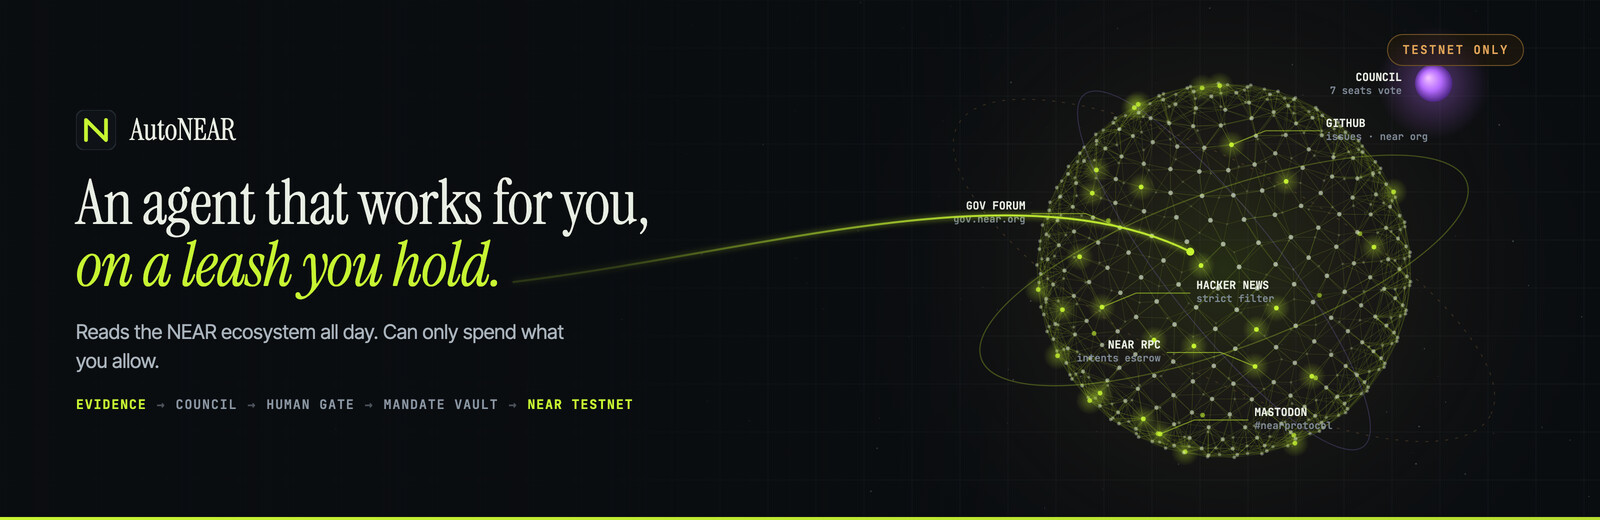 AutoNEAR
An agent that works for you,
on a leash you hold.
Reads the NEAR ecosystem all day. Can only spend what
you allow.
EVIDENCE → COUNCIL → HUMAN GATE → MANDATE VAULT → NEAR TESTNET
TESTNET ONLY
COUNCIL
7 seats vote
GITHUB
issues · near org
GOV FORUM
gov.near.org
HACKER NEWS
strict filter
NEAR RPC
intents escrow
MASTODON
#nearprotocol